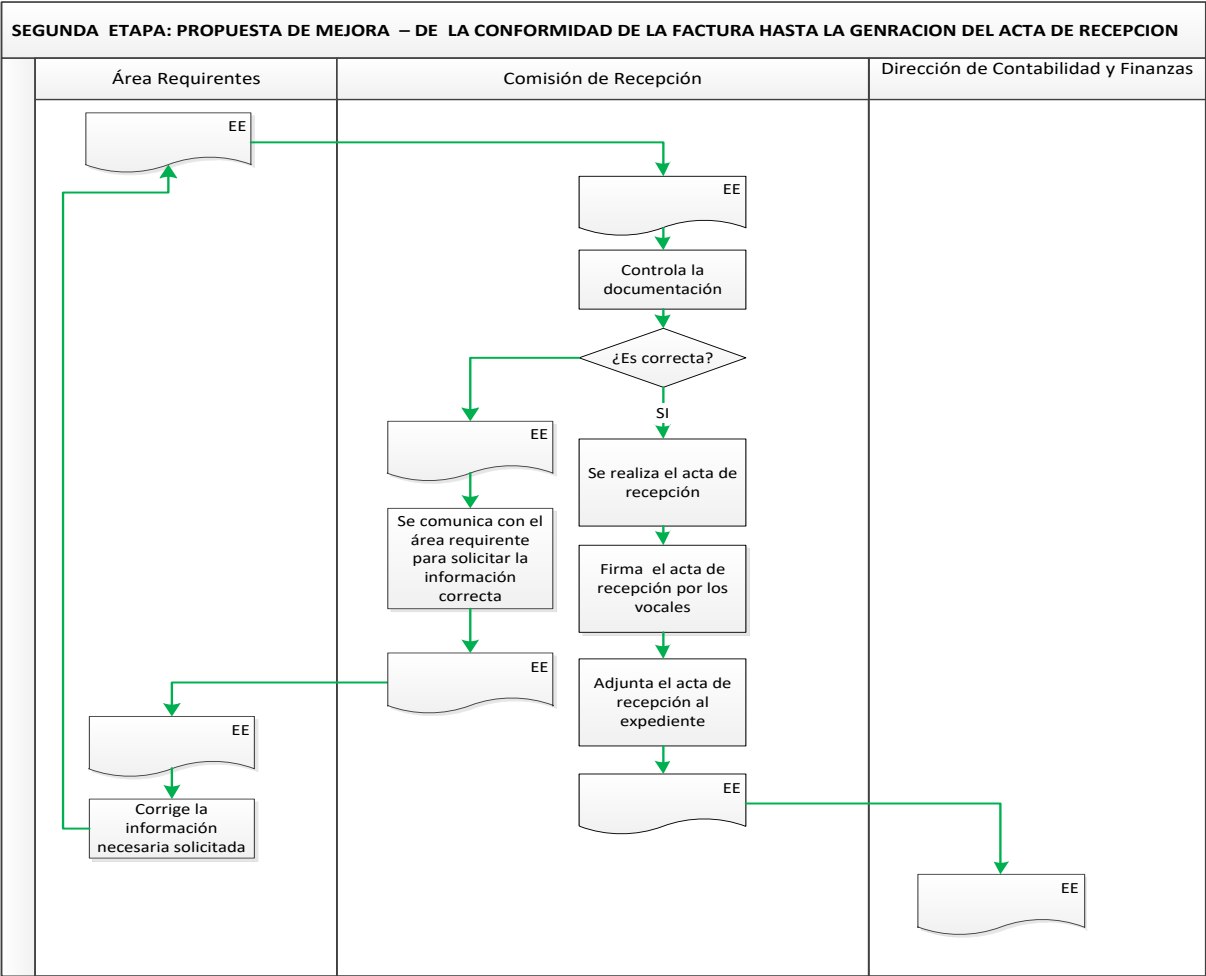 SEGUNDA ETAPA: PROPUESTA DE MEJORA – DE LA CONFORMIDAD DE LA FACTURA HASTA LA GENRACION DEL ACTA DE RECEPCION
Área Requirentes
Comisión de Recepción
Dirección de Contabilidad y Finanzas
EE
EE
Controla la
documentación
¿Es correcta?
SI
EE
Se realiza el acta de
recepción
Se comunica con el
área requirente
para solicitar la
información
correcta
Firma el acta de
recepción por los
vocales
EE
Adjunta el acta de
recepción al
expediente
EE
Corrige la
información
necesaria solicitada
EE
EE